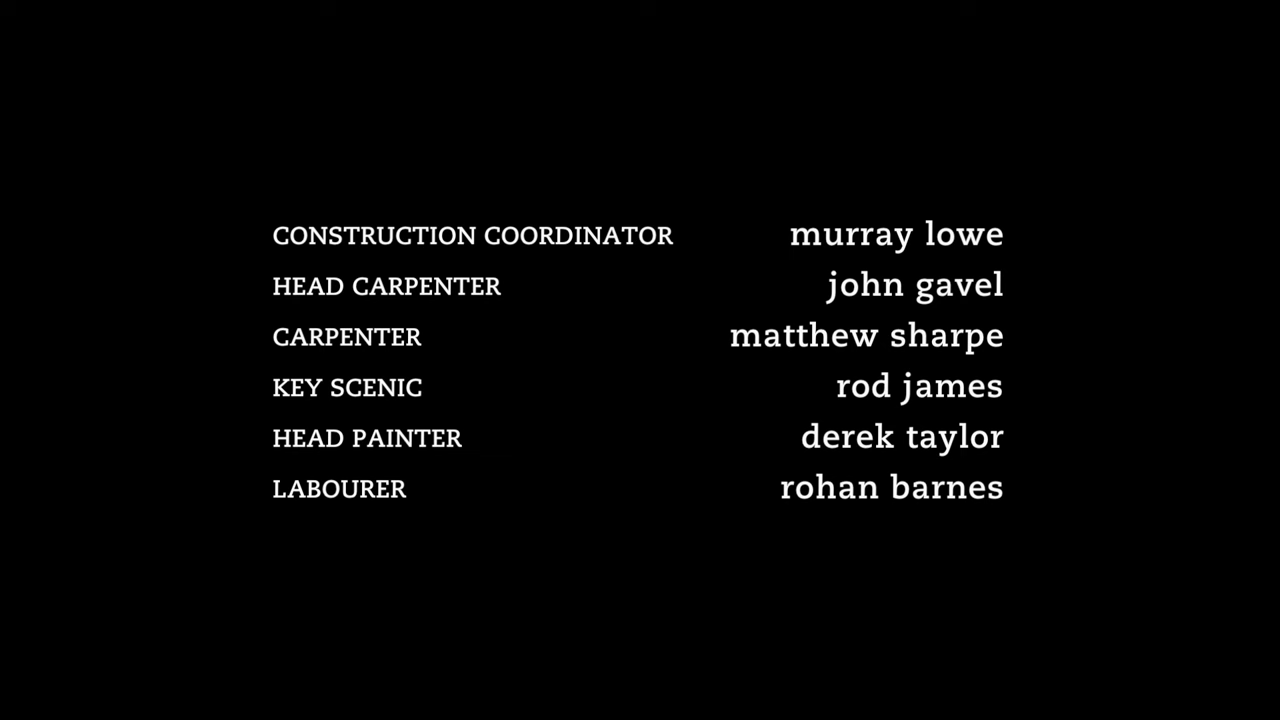 CONSTRUCTION COORDINATOR murray lowe
HEAD CARPENTER john gavel
CARPENTER matthew sharpe
KEY SCENIC rod james
HEAD PAINTER derek taylor
LABOURER rohan barnes